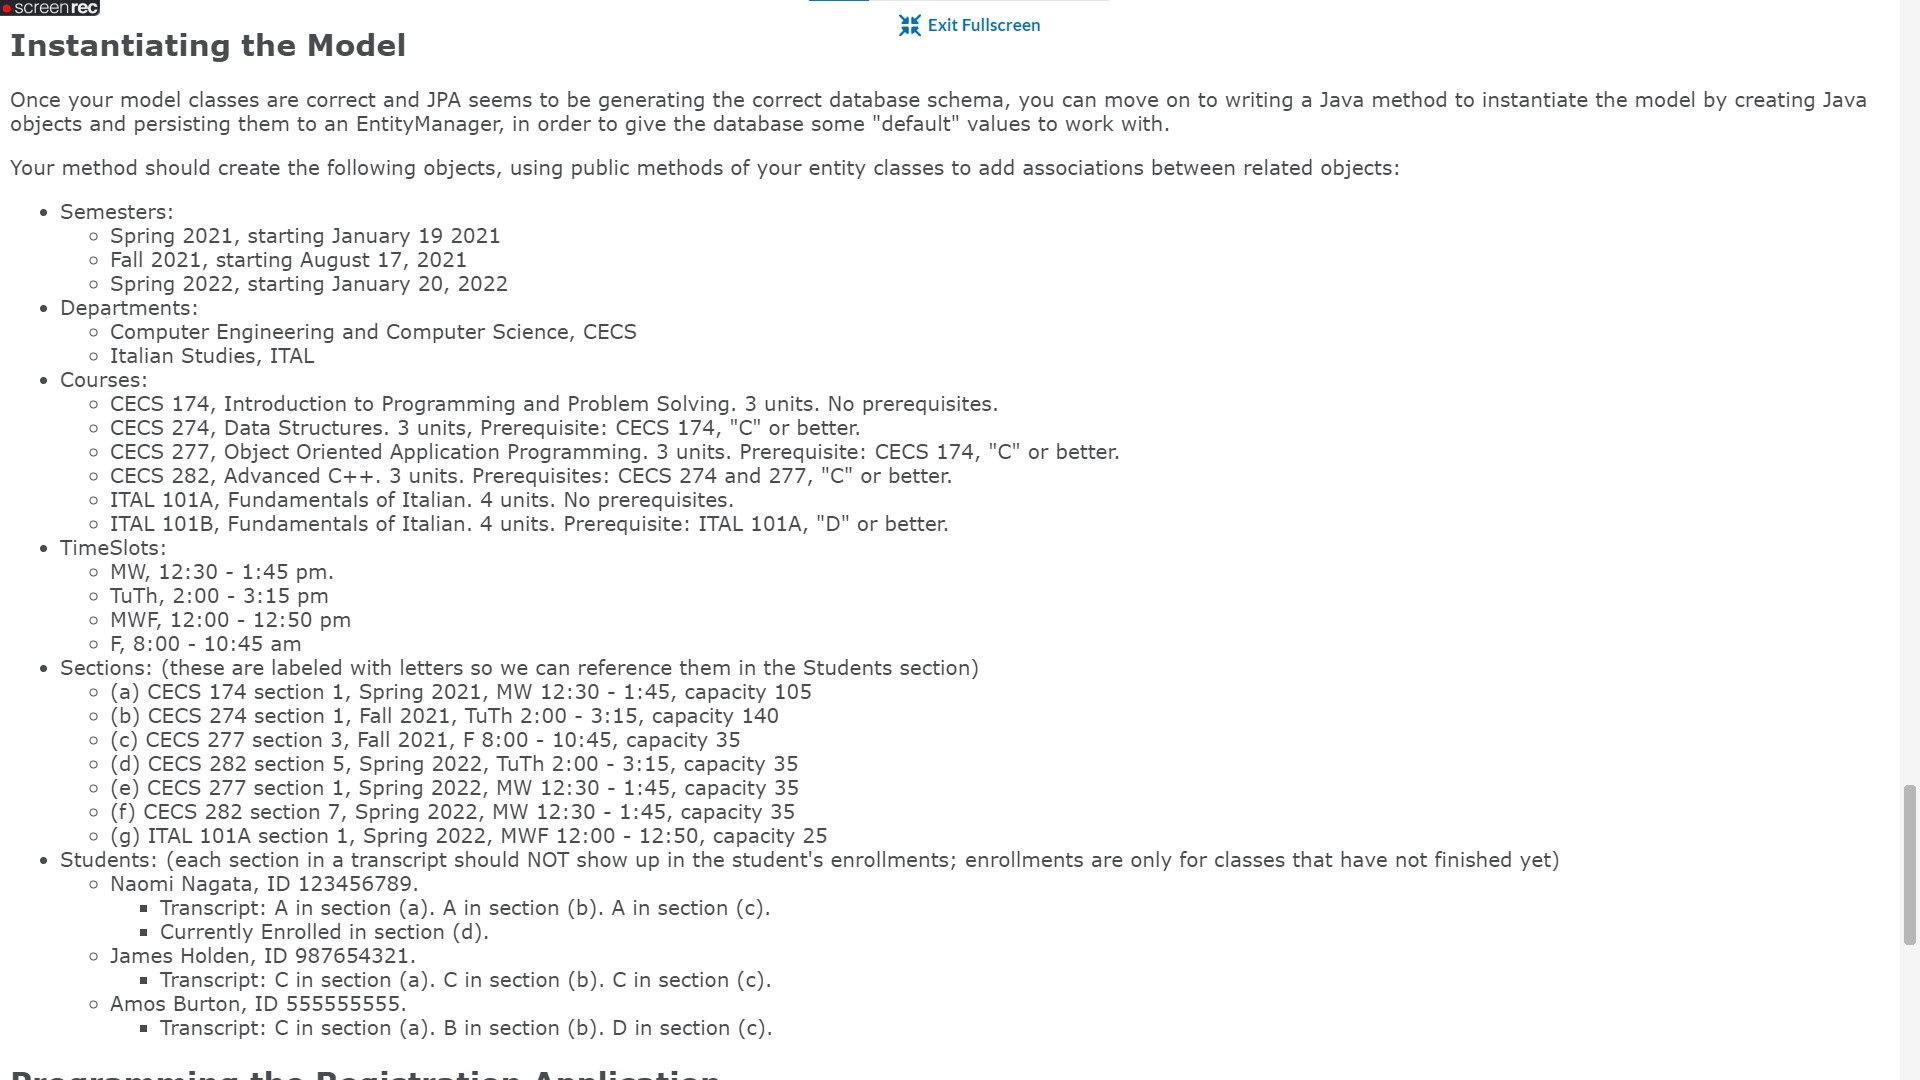 screenrec
Exit Fullscreen
Instantiating the Model
Once your model classes are correct and JPA seems to be generating the correct database schema, you can move on to writing a Java method to instantiate the model by creating Java
objects and persisting them to an EntityManager, in order to give the database some "default" values to work with.
Your method should create the following objects, using public methods of your entity classes to add associations between related objects:
Semesters:
Spring 2021, starting January 19 2021
Fall 2021, starting August 17, 2021
Spring 2022, starting January 20, 2022
Departments:
Computer Engineering and Computer Science, CECS
Italian Studies, ITAL
Courses:
CECS 174, Introduction to Programming and Problem Solving. 3 units. No prerequisites.
CECS 274, Data Structures. 3 units, Prerequisite: CECS 174, "C" or better.
CECS 277, Object Oriented Application Programming. 3 units. Prerequisite: CECS 174, "C" or better.
CECS 282, Advanced C++. 3 units. Prerequisites: CECS 274 and 277, "C" or better.
ITAL 101A, Fundamentals of Italian. 4 units. No prerequisites.
ITAL 101B, Fundamentals of Italian. 4 units. Prerequisite: ITAL 101A, "D" or better.
TimeSlots:
MW, 12:30 - 1:45 pm.
TuTh, 2:00 - 3:15 pm
MWF, 12:00 - 12:50 pm
F, 8:00 - 10:45 am
Sections: (these are labeled with letters so we can reference them in the Students section)
(a) CECS 174 section 1, Spring 2021, MW 12:30 - 1:45, capacity 105
(b) CECS 274 section 1, Fall 2021, TuTh 2:00 - 3:15, capacity 140
(c) CECS 277 section 3, Fall 2021, F 8:00 - 10:45, capacity 35
(d) CECS 282 section 5, Spring 2022, TuTh 2:00 - 3:15, capacity 35
(e) CECS 277 section 1, Spring 2022, MW 12:30 - 1:45, capacity 35
(f) CECS 282 section 7, Spring 2022, MW 12:30 - 1:45, capacity 35
(g) ITAL 101A section 1, Spring 2022, MWF 12:00 - 12:50, capacity 25
Students: (each section in a transcript should NOT show up in the student's enrollments; enrollments are only for classes that have not finished yet)
Naomi Nagata, ID 123456789.
Transcript: A in section (a). A in section (b). A in section (c).
Currently Enrolled in section (d).
James Holden, ID 987654321.
Transcript: C in section (a). C in section (b). C in section (c).
Amos Burton, ID 555555555.
Transcript: C in section (a). B in section (b). D in section (c).
Programming the Registration Application